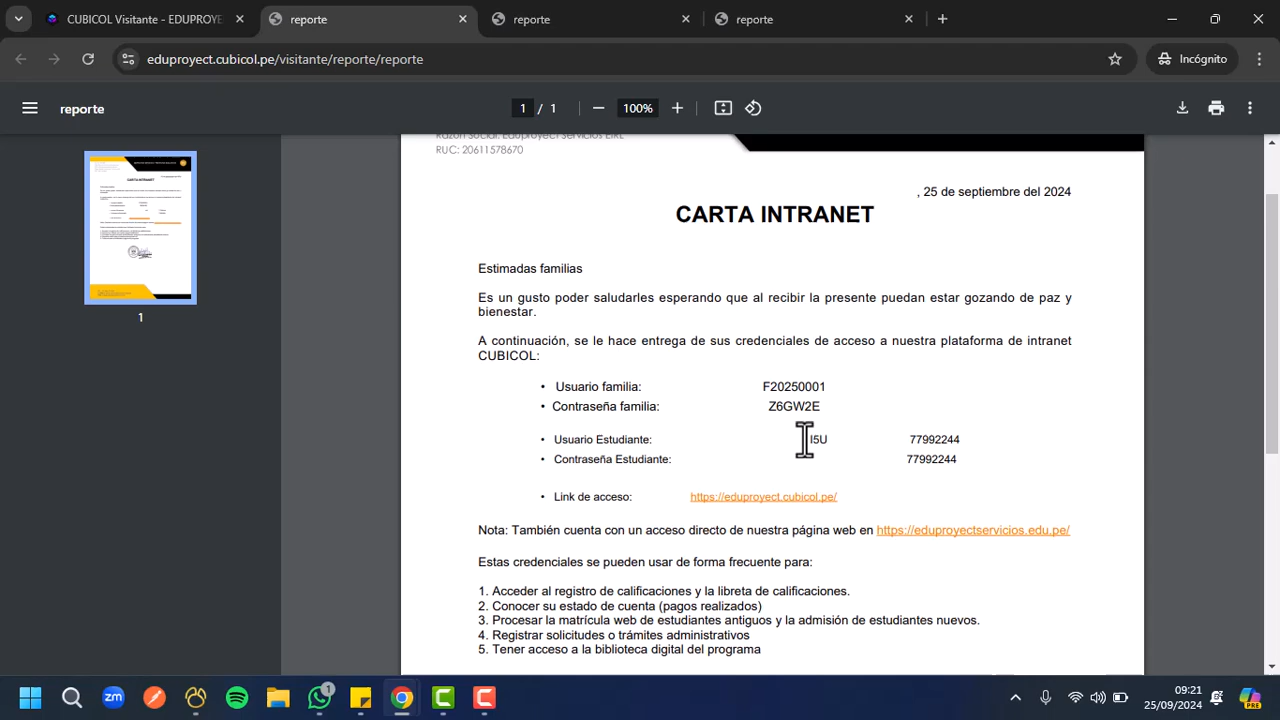 CUBICOL Visitante - EDUPROYE
reporte
reporte
reporte
eduproyect.cubicol.pe/visitante/reporte/reporte
Incógnito
reporte
1 / 1
100%
1
Razón Social: Eduproyect Servicios EIRL
RUC: 20611578670
, 25 de septiembre del 2024
CARTA INTRANET
Estimadas familias
Es un gusto poder saludarles esperando que al recibir la presente puedan estar gozando de paz y
bienestar.
A continuación, se le hace entrega de sus credenciales de acceso a nuestra plataforma de intranet
CUBICOL:
• Usuario familia: F20250001
• Contraseña familia: Z6GW2E
• Usuario Estudiante: I5U 77992244
• Contraseña Estudiante: 77992244
• Link de acceso: https://eduproyect.cubicol.pe/
Nota: También cuenta con un acceso directo de nuestra página web en https://eduproyectservicios.edu.pe/
Estas credenciales se pueden usar de forma frecuente para:
1. Acceder al registro de calificaciones y la libreta de calificaciones.
2. Conocer su estado de cuenta (pagos realizados)
3. Procesar la matrícula web de estudiantes antiguos y la admisión de estudiantes nuevos.
4. Registrar solicitudes o trámites administrativos
5. Tener acceso a la biblioteca digital del programa
zm
1
09:21
25/09/2024
PRE